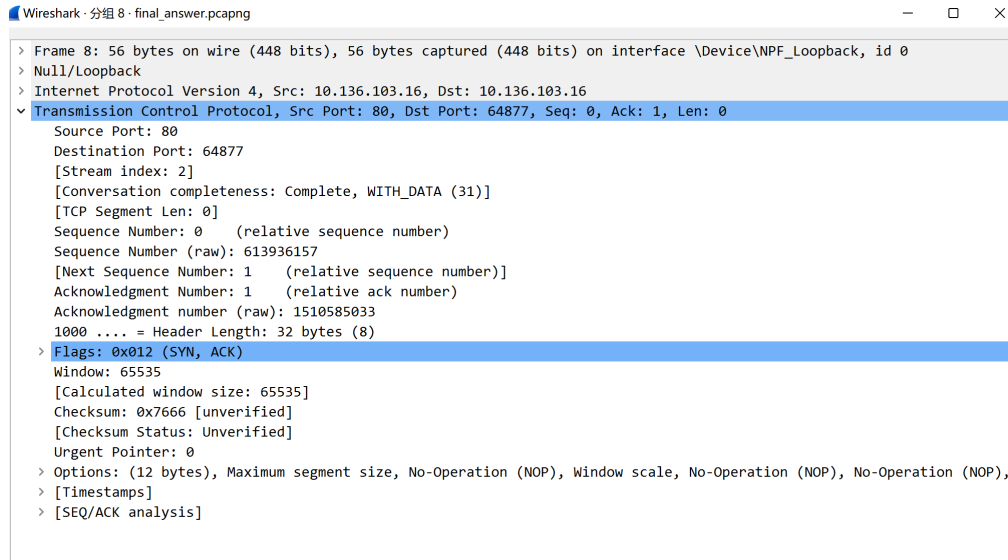 Wireshark · 分组 8 · final_answer.pcapng
Frame 8: 56 bytes on wire (448 bits), 56 bytes captured (448 bits) on interface \Device\NPF_Loopback, id 0
Null/Loopback
Internet Protocol Version 4, Src: 10.136.103.16, Dst: 10.136.103.16
Transmission Control Protocol, Src Port: 80, Dst Port: 64877, Seq: 0, Ack: 1, Len: 0
Source Port: 80
Destination Port: 64877
[Stream index: 2]
[Conversation completeness: Complete, WITH_DATA (31)]
[TCP Segment Len: 0]
Sequence Number: 0    (relative sequence number)
Sequence Number (raw): 613936157
[Next Sequence Number: 1    (relative sequence number)]
Acknowledgment Number: 1    (relative ack number)
Acknowledgment number (raw): 1510585033
1000 .... = Header Length: 32 bytes (8)
Flags: 0x012 (SYN, ACK)
Window: 65535
[Calculated window size: 65535]
Checksum: 0x7666 [unverified]
[Checksum Status: Unverified]
Urgent Pointer: 0
Options: (12 bytes), Maximum segment size, No-Operation (NOP), Window scale, No-Operation (NOP), No-Operation (NOP),
[Timestamps]
[SEQ/ACK analysis]